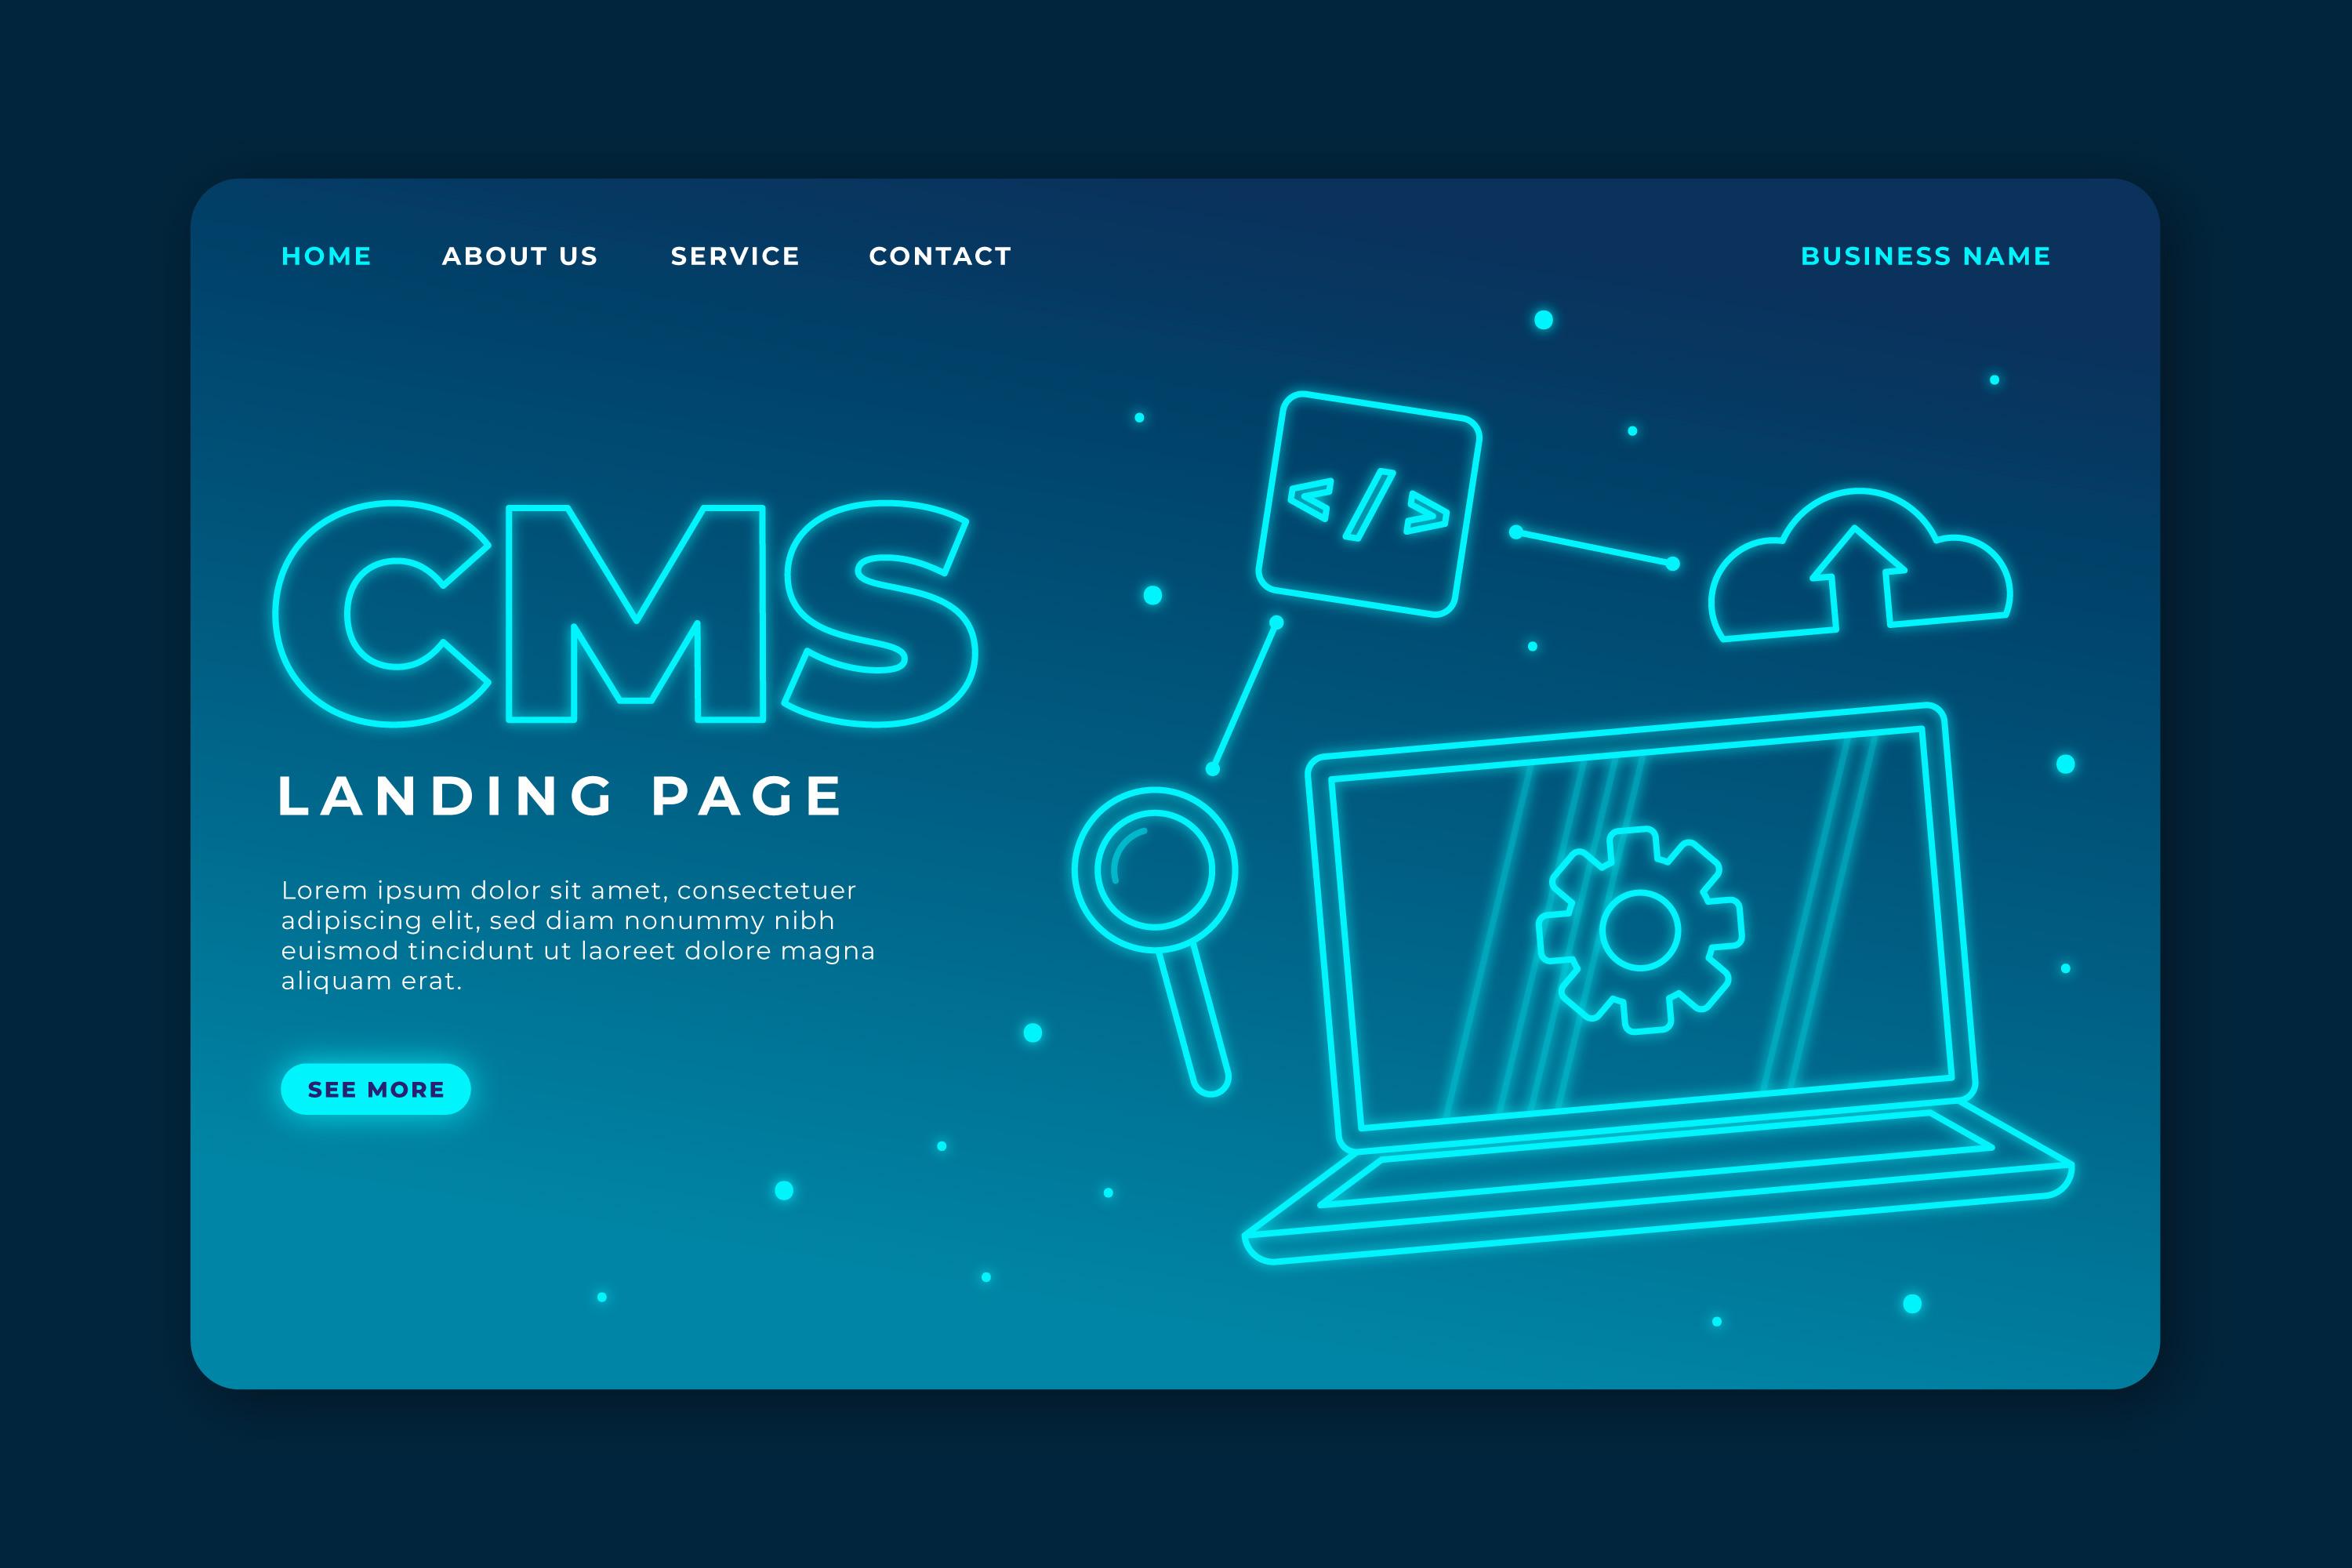 HOME ABOUT US SERVICE CONTACT BUSINESS NAME
</>
CMS
LANDING PAGE
Lorem ipsum dolor sit amet, consectetuer
adipiscing elit, sed diam nonummy nibh
euismod tincidunt ut laoreet dolore magna
aliquam erat.
SEE MORE